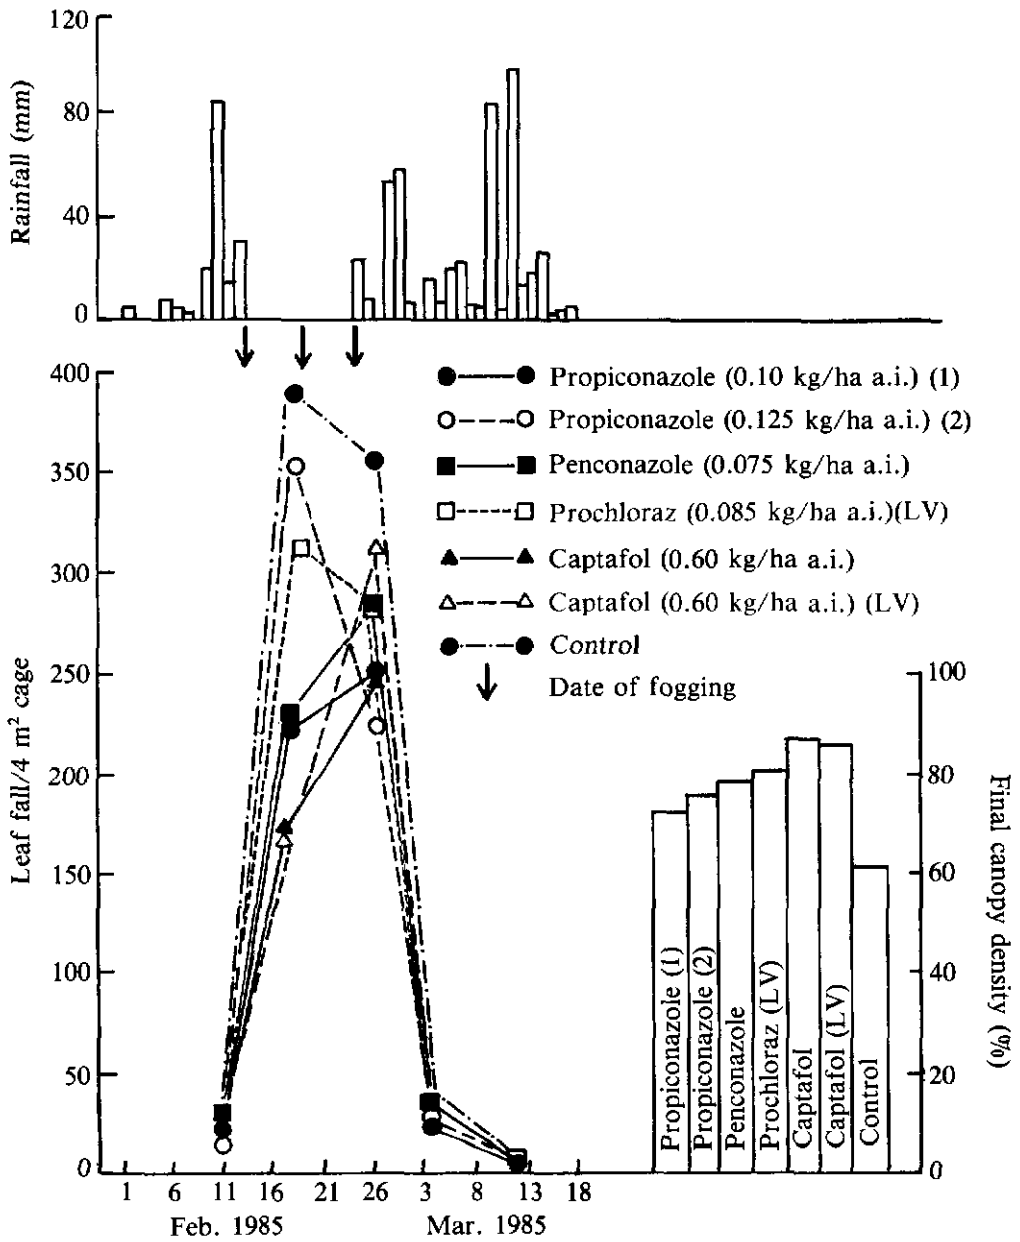 120
80
40
0
Rainfall (mm)
400
350
300
250
200
150
100
50
0
Leaf fall/4 m² cage
Propiconazole (0.10 kg/ha a.i.) (1)
Propiconazole (0.125 kg/ha a.i.) (2)
Penconazole (0.075 kg/ha a.i.)
Prochloraz (0.085 kg/ha a.i.)(LV)
Captafol (0.60 kg/ha a.i.)
Captafol (0.60 kg/ha a.i.) (LV)
Control
Date of fogging
100
80
60
40
20
0
Final canopy density (%)
Propiconazole (1)
Propiconazole (2)
Penconazole
Prochloraz (LV)
Captafol
Captafol (LV)
Control
1 6 11 16 21 26 3 8 13 18
Feb. 1985 Mar. 1985